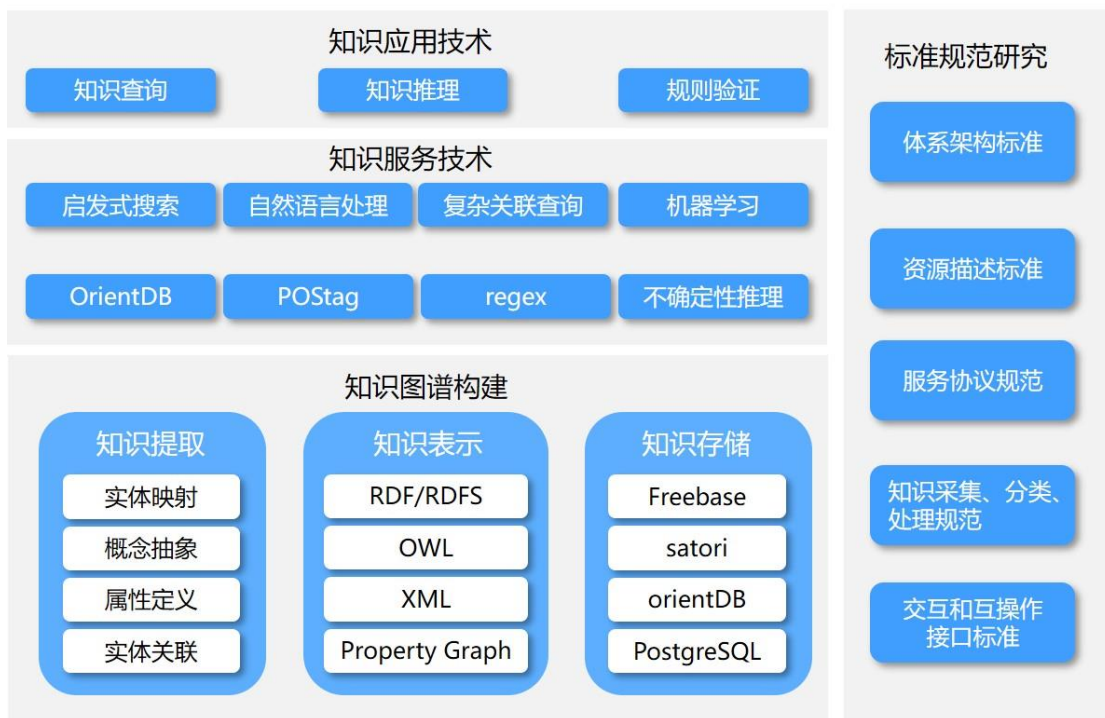 知识应用技术
知识查询
知识推理
规则验证
知识服务技术
启发式搜索
自然语言处理
复杂关联查询
机器学习
OrientDB
POStag
regex
不确定性推理
知识图谱构建
知识提取
实体映射
概念抽象
属性定义
实体关联
知识表示
RDF/RDFS
OWL
XML
Property Graph
知识存储
Freebase
satori
orientDB
PostgreSQL
标准规范研究
体系架构标准
资源描述标准
服务协议规范
知识采集、分类、
处理规范
交互和互操作
接口标准